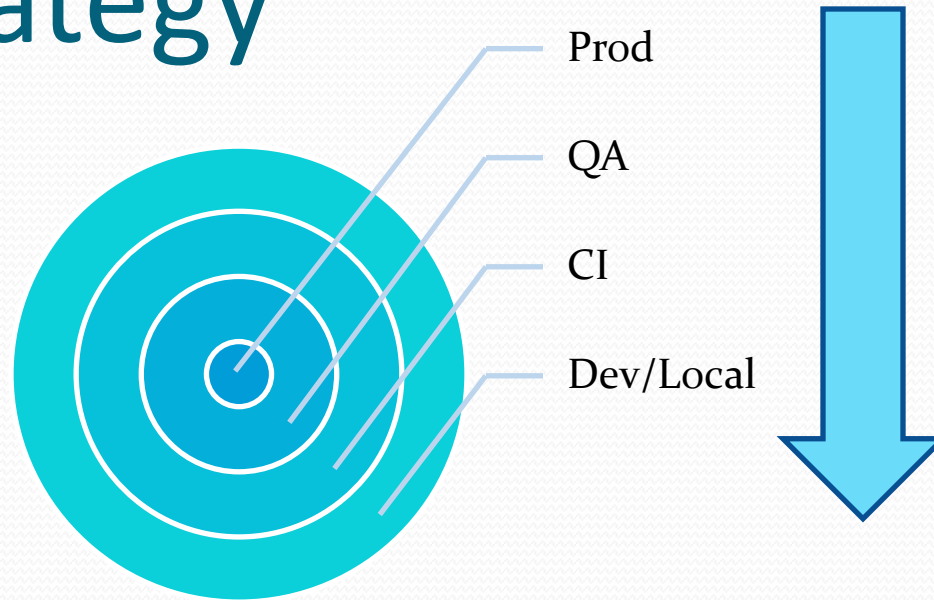 ategy
Prod
QA
CI
Dev/Local